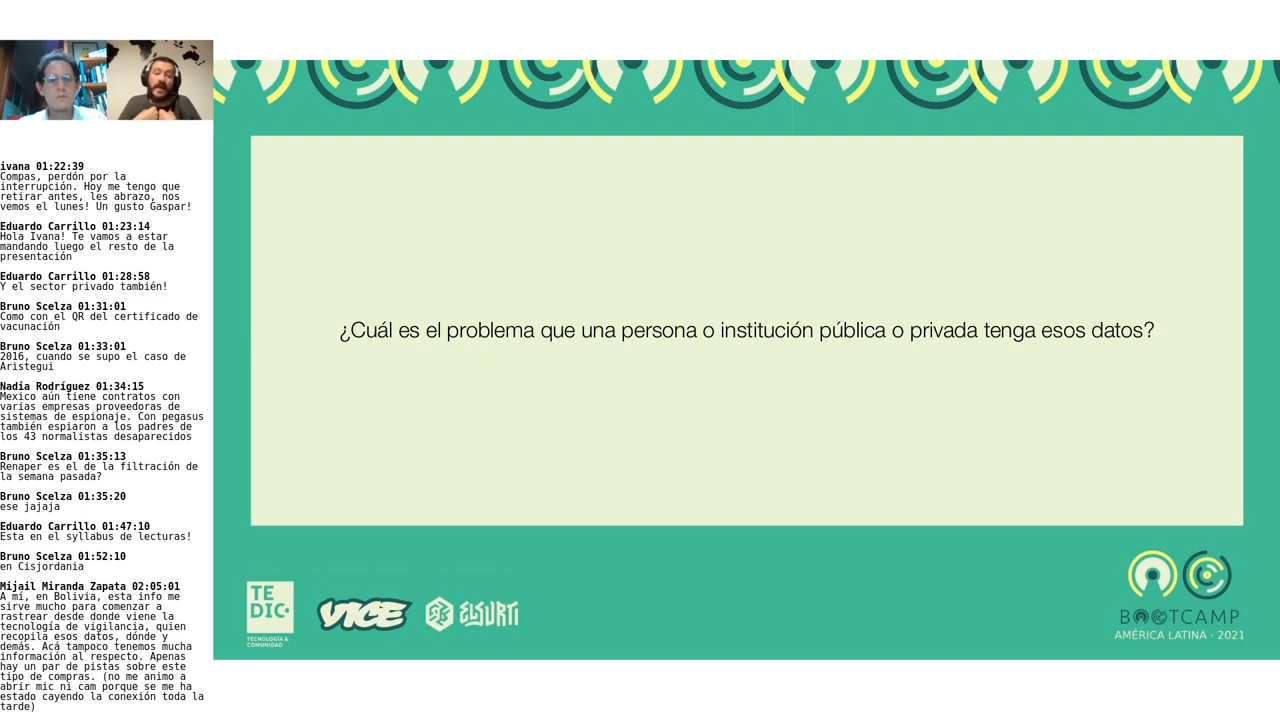 ivana 01:22:39
Compas, perdón por la
interrupción. Hoy me tengo que
retirar antes, les abrazo, nos
vemos el lunes! Un gusto Gaspar!
Eduardo Carrillo 01:23:14
Hola Ivana! Te vamos a estar
mandando luego el resto de la
presentación
Eduardo Carrillo 01:28:58
Y el sector privado también!
Bruno Scelza 01:31:01
Como con el QR del certificado de
vacunación
Bruno Scelza 01:33:01
2016, cuando se supo el caso de
Aristegui
Nadia Rodríguez 01:34:15
Mexico aún tiene contratos con
varias empresas proveedoras de
sistemas de espionaje. Con pegasus
también espiaron a los padres de
los 43 normalistas desaparecidos
Bruno Scelza 01:35:13
Renaper es el de la filtración de
la semana pasada?
Bruno Scelza 01:35:20
ese jajaja
Eduardo Carrillo 01:47:10
Esta en el syllabus de lecturas!
Bruno Scelza 01:52:10
en Cisjordania
Mijail Miranda Zapata 02:05:01
A mí, en Bolivia, esta info me
sirve mucho para comenzar a
rastrear desde donde viene la
tecnología de vigilancia, quien
recopila esos datos, dónde y
demás. Acá tampoco tenemos mucha
información al respecto. Apenas
hay un par de pistas sobre este
tipo de compras. (no me animo a
abrir mic ni cam porque se me ha
estado cayendo la conexión toda la
tarde)
¿Cuál es el problema que una persona o institución pública o privada tenga esos datos?
TE
DIC
TECNOLOGÍA &
COMUNIDAD
VICE
ELSURTI
BOOTCAMP
AMÉRICA LATINA · 2021